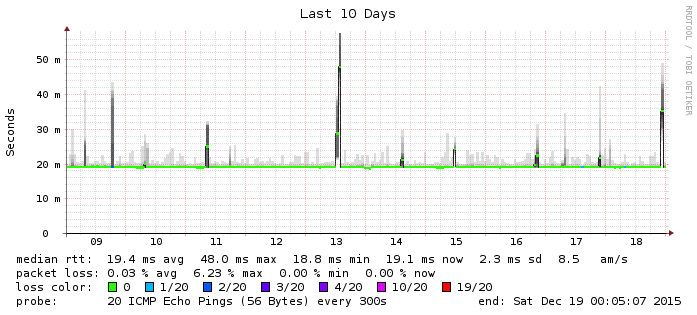 Last 10 Days
RRDTOOL / TOBI OETIKER
Seconds
50 m
40 m
30 m
20 m
10 m
0
09 10 11 12 13 14 15 16 17 18
median rtt: 19.4 ms avg 48.0 ms max 18.8 ms min 19.1 ms now 2.3 ms sd 8.5 am/s
packet loss: 0.03 % avg 6.23 % max 0.00 % min 0.00 % now
loss color: 0 1/20 2/20 3/20 4/20 10/20 19/20
probe: 20 ICMP Echo Pings (56 Bytes) every 300s end: Sat Dec 19 00:05:07 2015